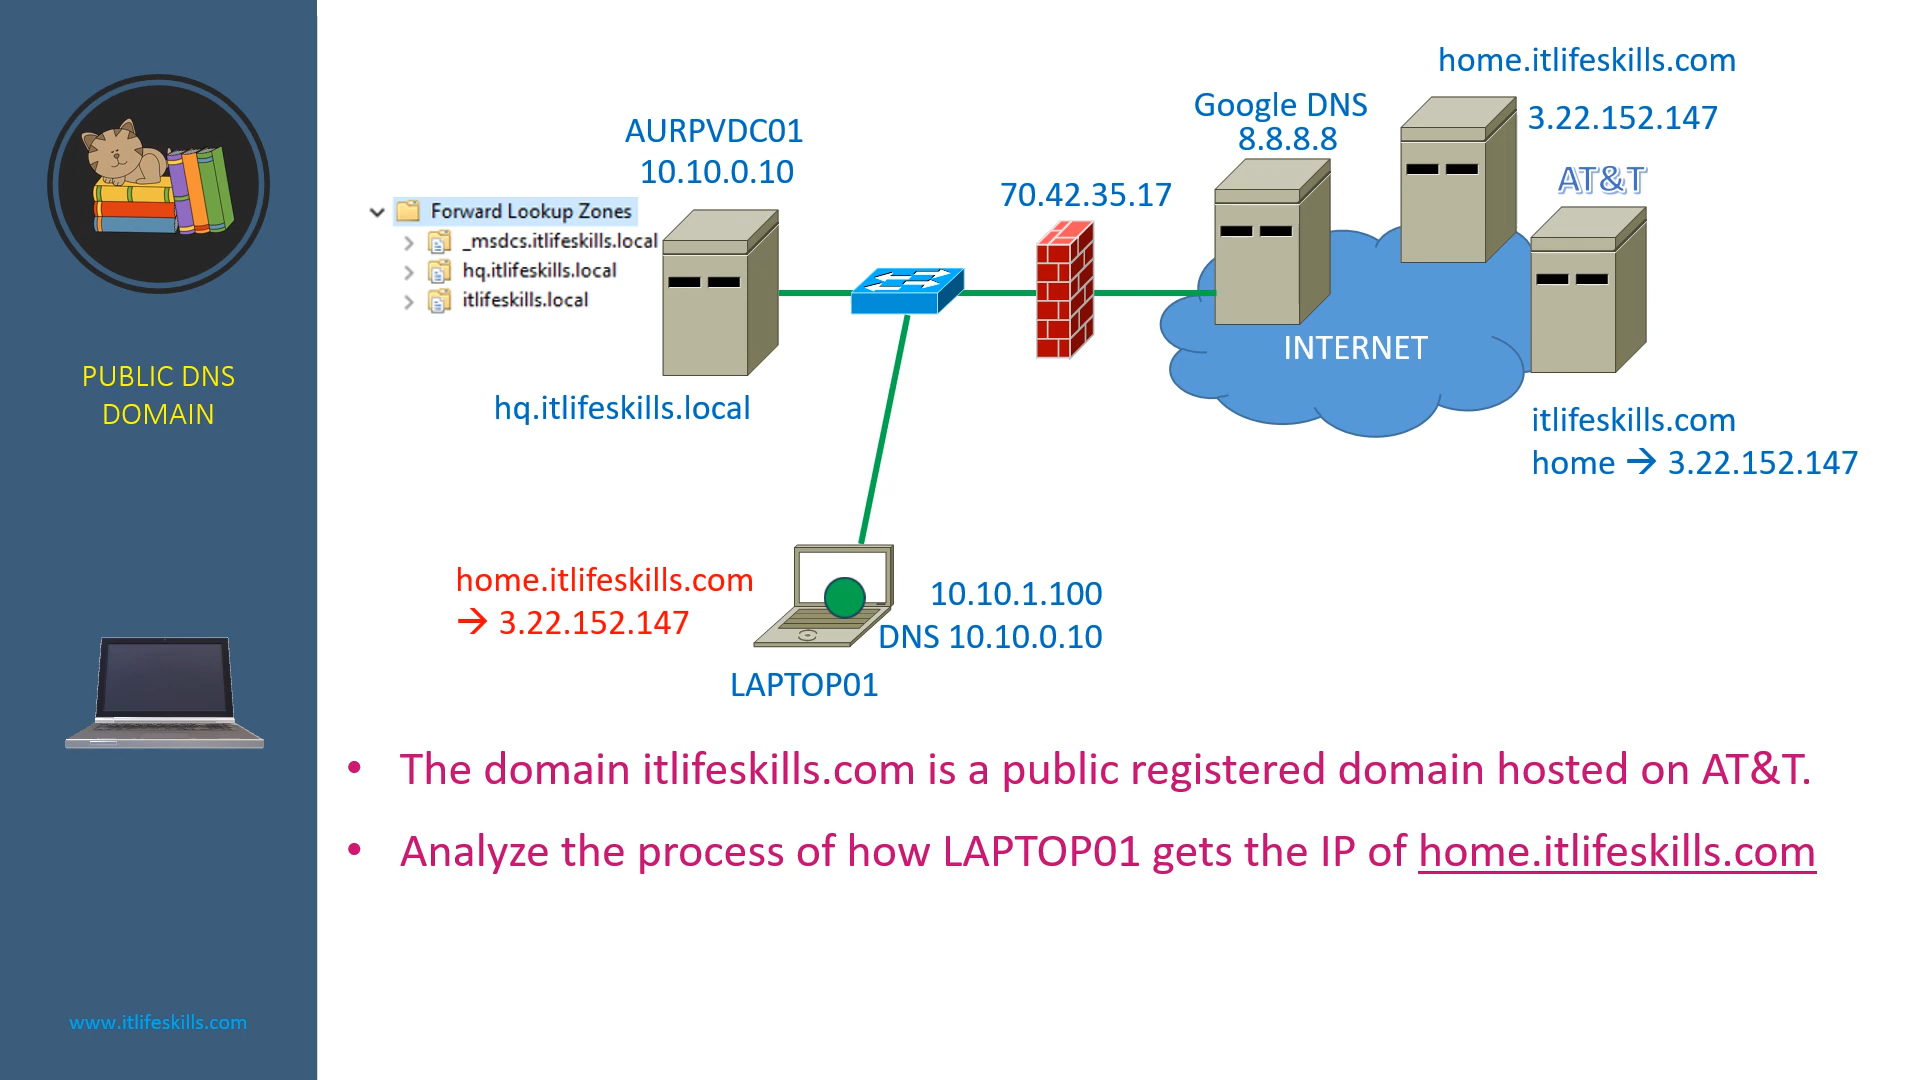 PUBLIC DNS
DOMAIN
www.itlifeskills.com
AURPVDC01
10.10.0.10
Forward Lookup Zones
_msdcs.itlifeskills.local
hq.itlifeskills.local
itlifeskills.local
hq.itlifeskills.local
70.42.35.17
Google DNS
8.8.8.8
home.itlifeskills.com
3.22.152.147
AT&T
INTERNET
itlifeskills.com
home → 3.22.152.147
home.itlifeskills.com
→ 3.22.152.147
10.10.1.100
DNS 10.10.0.10
LAPTOP01
• The domain itlifeskills.com is a public registered domain hosted on AT&T.
• Analyze the process of how LAPTOP01 gets the IP of home.itlifeskills.com